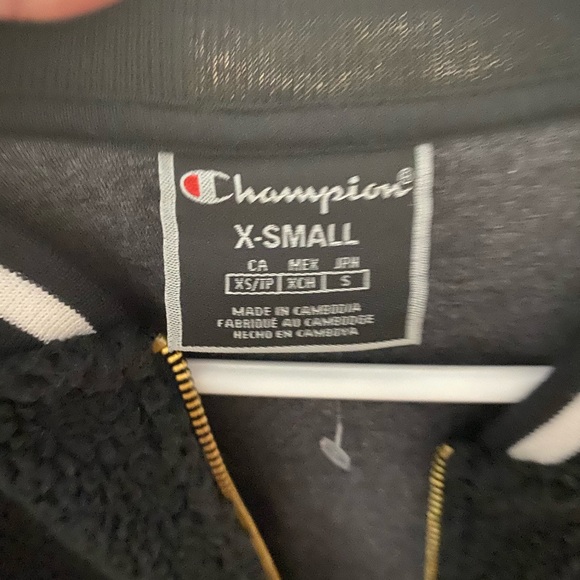 Champion
X-SMALL
CA MEX JPN
XS/TP XCH S
MADE IN CAMBODIA
FABRIQUÉ AU CAMBODGE
HECHO EN CAMBOYA